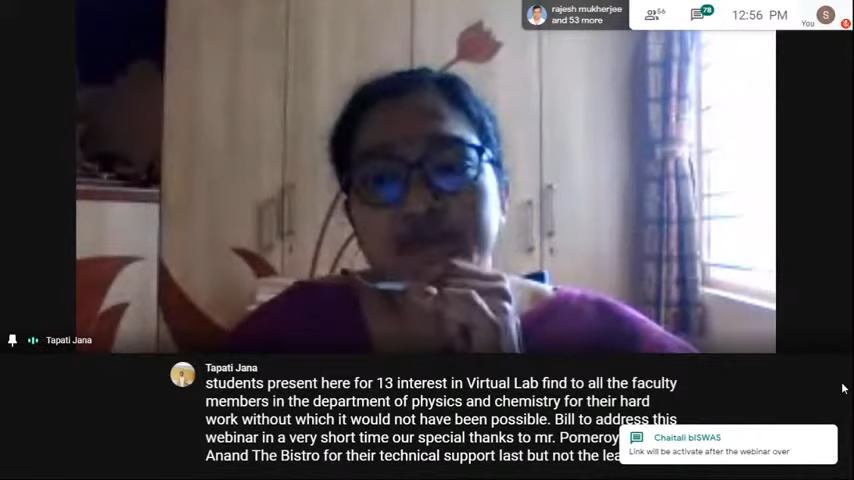 rajesh mukherjee
and 53 more
56
78
12:56 PM
You
S
Tapati Jana
Tapati Jana
students present here for 13 interest in Virtual Lab find to all the faculty
members in the department of physics and chemistry for their hard
work without which it would not have been possible. Bill to address this
webinar in a very short time our special thanks to mr. Pomeroy
Anand The Bistro for their technical support last but not the lea
Chaitali bISWAS
Link will be activate after the webinar over